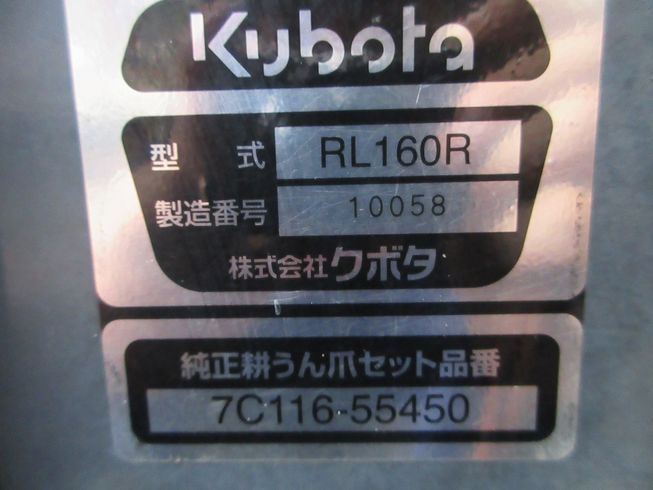 Kubota
型式 RL160R
製造番号 10058
株式会社クボタ
純正耕うん爪セット品番
7C116-55450